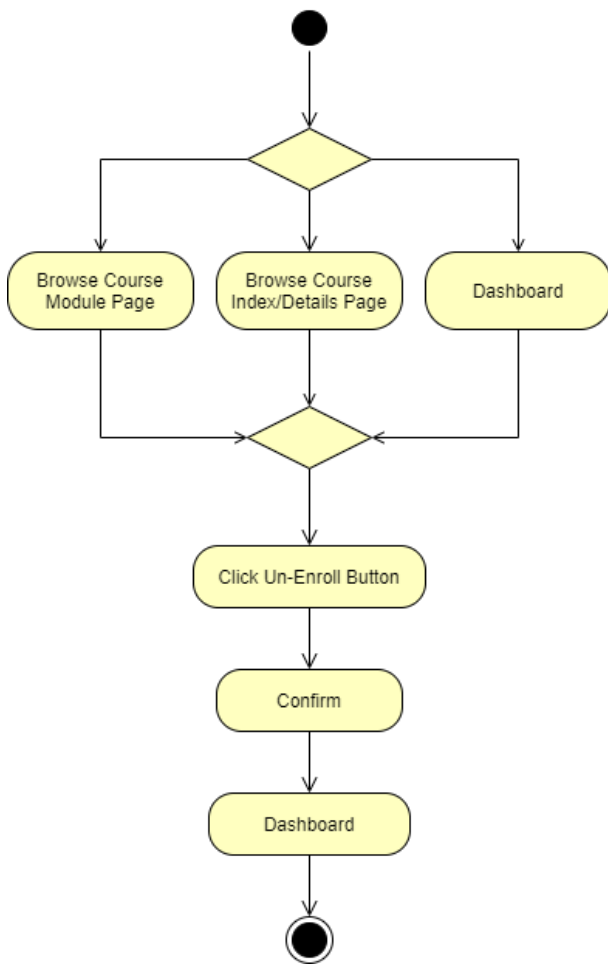 Browse Course
Module Page
Browse Course
Index/Details Page
Dashboard
Click Un-Enroll Button
Confirm
Dashboard